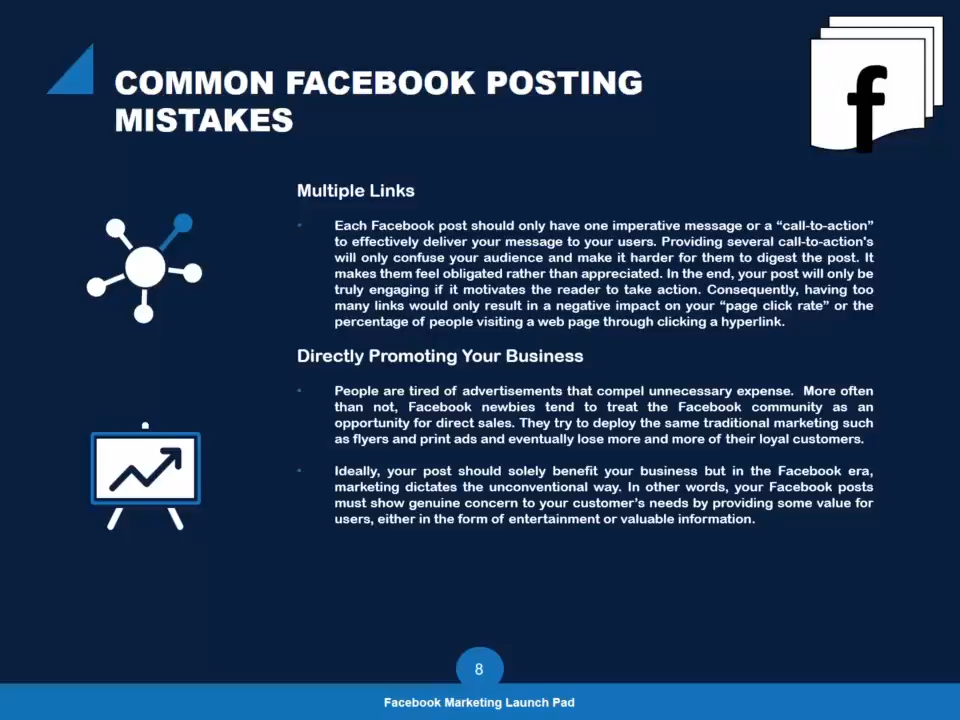 COMMON FACEBOOK POSTING
MISTAKES
f
Multiple Links
Each Facebook post should only have one imperative message or a “call-to-action”
to effectively deliver your message to your users. Providing several call-to-action's
will only confuse your audience and make it harder for them to digest the post. It
makes them feel obligated rather than appreciated. In the end, your post will only be
truly engaging if it motivates the reader to take action. Consequently, having too
many links would only result in a negative impact on your “page click rate” or the
percentage of people visiting a web page through clicking a hyperlink.
Directly Promoting Your Business
People are tired of advertisements that compel unnecessary expense. More often
than not, Facebook newbies tend to treat the Facebook community as an
opportunity for direct sales. They try to deploy the same traditional marketing such
as flyers and print ads and eventually lose more and more of their loyal customers.
Ideally, your post should solely benefit your business but in the Facebook era,
marketing dictates the unconventional way. In other words, your Facebook posts
must show genuine concern to your customer’s needs by providing some value for
users, either in the form of entertainment or valuable information.
8
Facebook Marketing Launch Pad